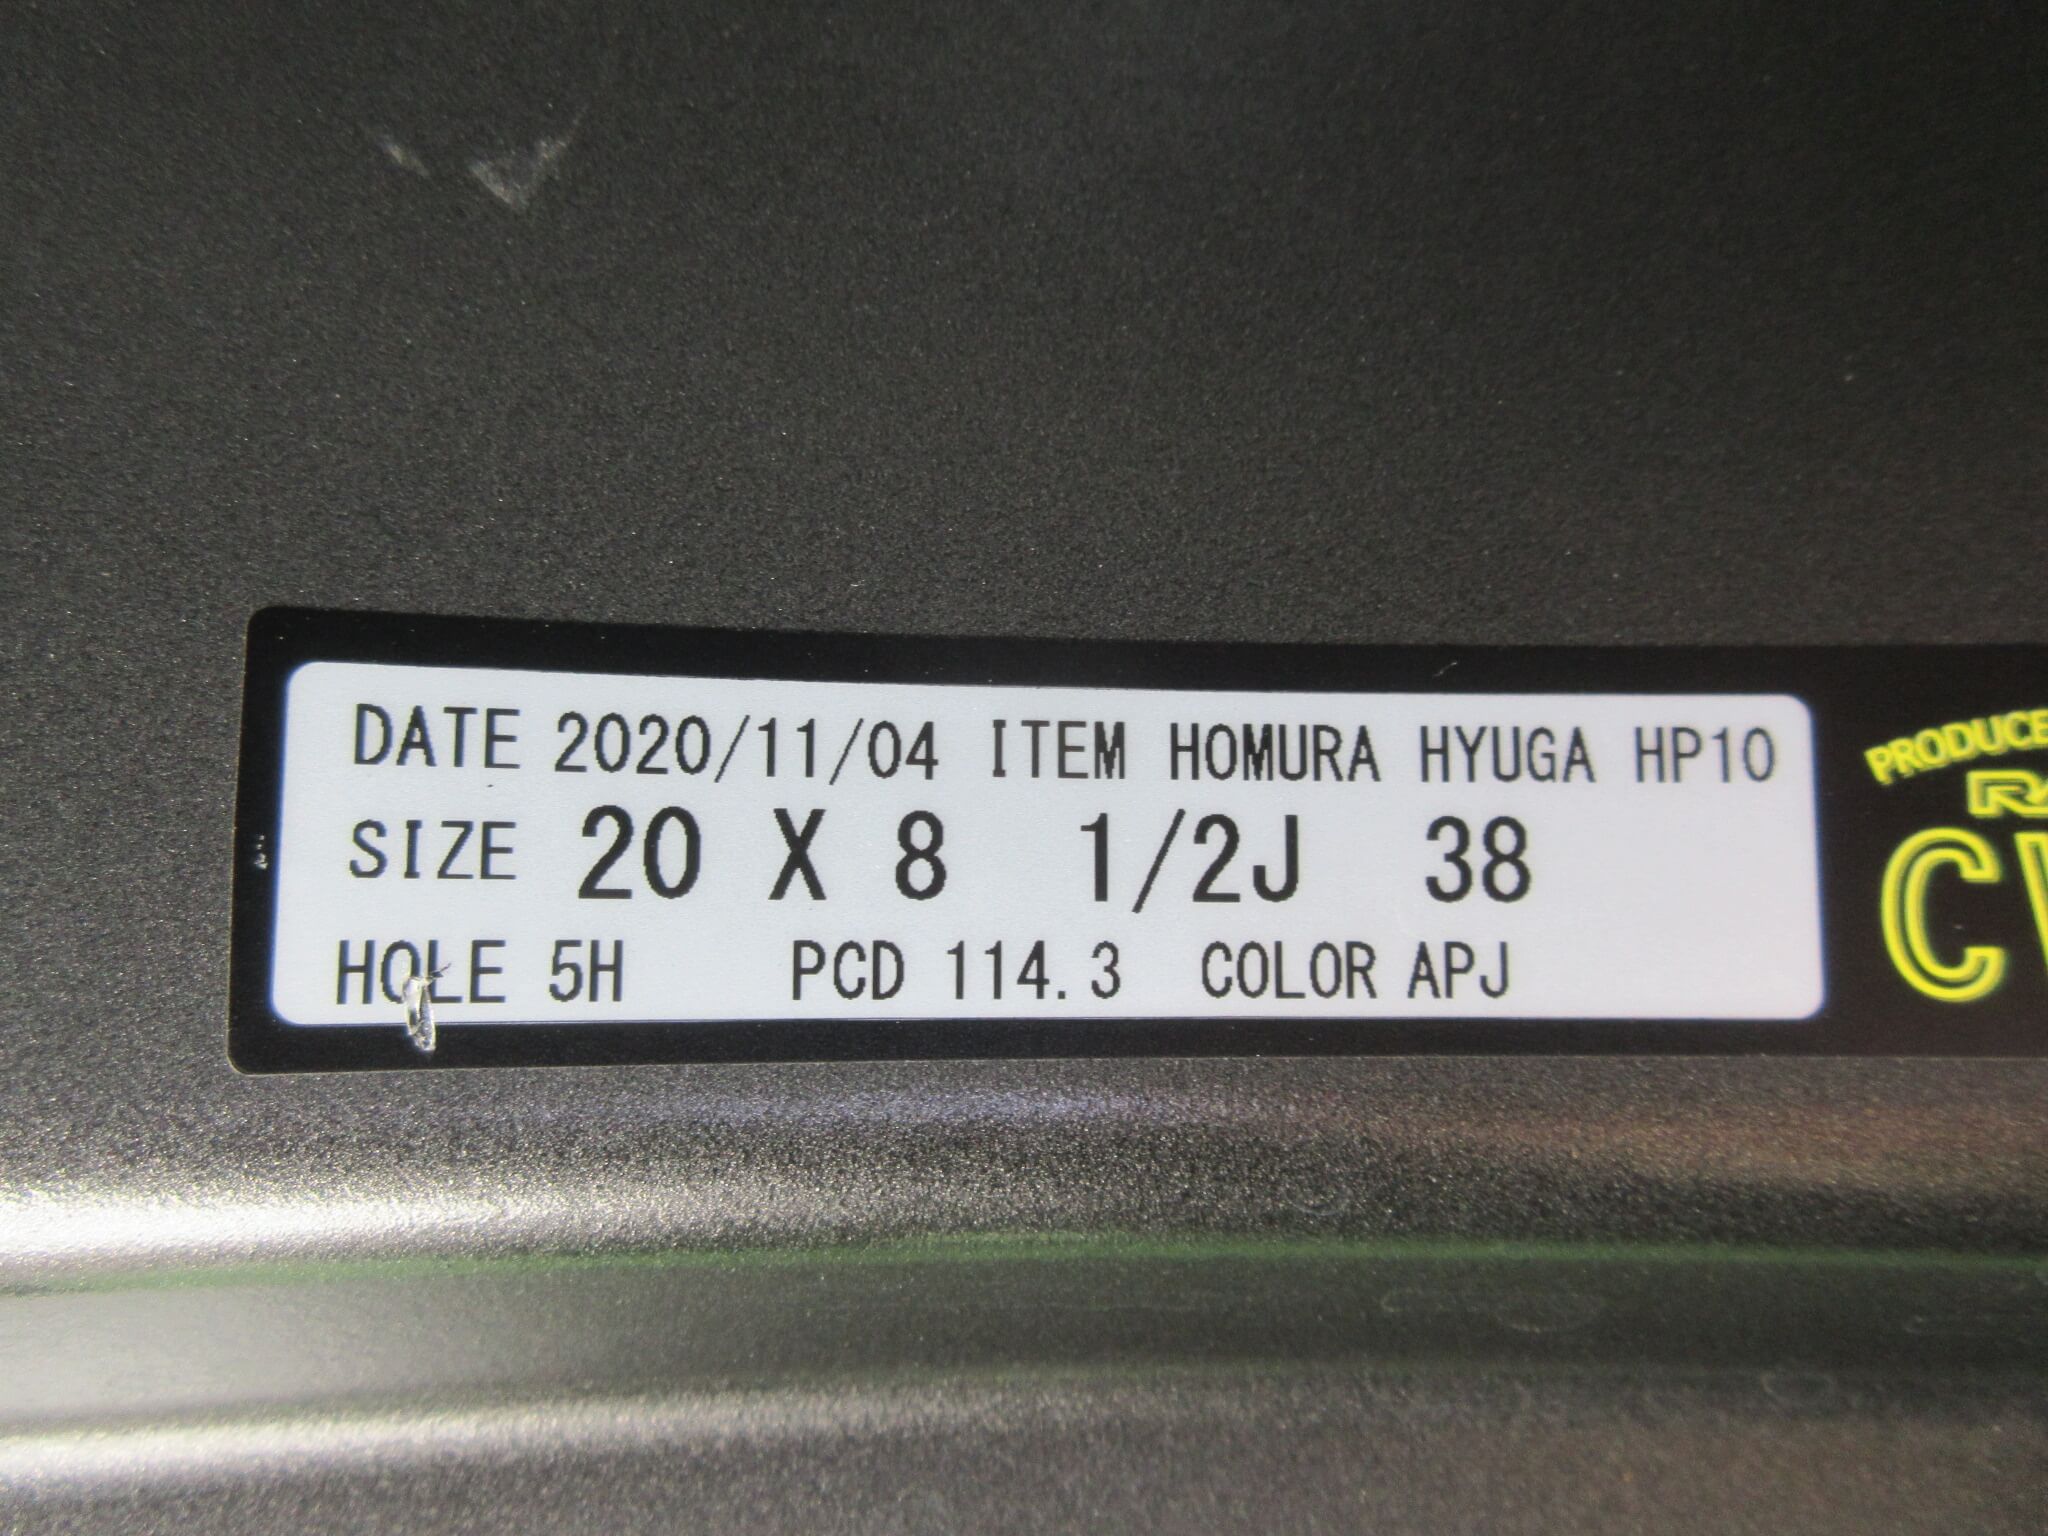 DATE 2020/11/04 ITEM HOMURA HYUGA HP10
SIZE 20 X 8 1/2J 38
HOLE 5H PCD 114.3 COLOR APJ